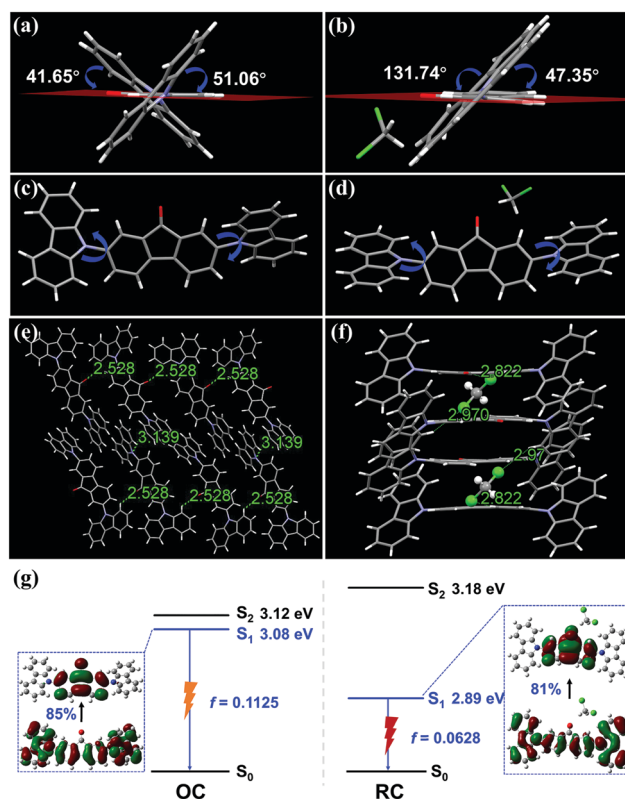 (a)
41.65°
51.06°
(b)
131.74°
47.35°
(c)
(d)
(e)
2.528
2.528
2.528
3.139
3.139
2.528
2.528
2.528
(f)
2.822
2.970
2.97
2.822
(g)
S2 3.12 eV
S1 3.08 eV
85%
f = 0.1125
S0
OC
S2 3.18 eV
S1 2.89 eV
81%
f = 0.0628
S0
RC